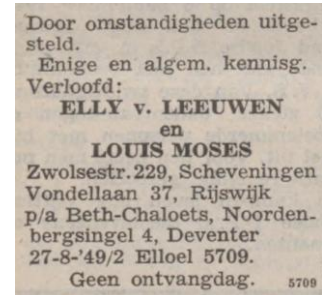 Door omstandigheden uitge-
steld.
Enige en algem. kennisg.
Verloofd:
ELLY v. LEEUWEN
en
LOUIS MOSES
Zwolsestr. 229, Scheveningen
Vondellaan 37, Rijswijk
p/a Beth-Chaloets, Noorden-
bergsingel 4, Deventer
27-8-'49/2 Elloel 5709.
Geen ontvangdag. 5709